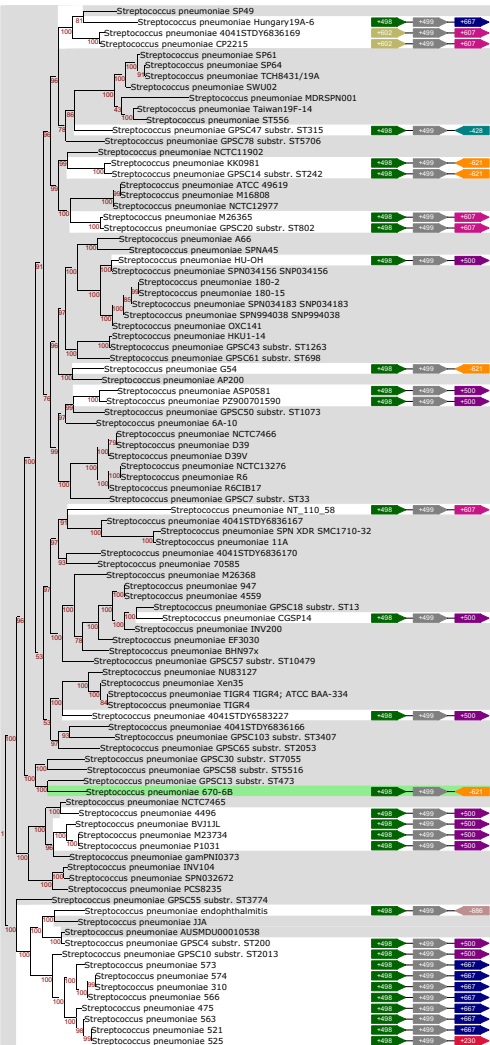 Streptococcus pneumoniae SP49
Streptococcus pneumoniae Hungary19A-6 +498 +499 +667
Streptococcus pneumoniae 4041STDY6836169 +602 +499 +607
Streptococcus pneumoniae CP2215 +602 +499 +607
Streptococcus pneumoniae SP61
Streptococcus pneumoniae SP64
Streptococcus pneumoniae TCH8431/19A
Streptococcus pneumoniae SWU02
Streptococcus pneumoniae MDRSPN001
Streptococcus pneumoniae Taiwan19F-14
Streptococcus pneumoniae ST556
Streptococcus pneumoniae GPSC47 substr. ST315 +498 +499 -428
Streptococcus pneumoniae GPSC78 substr. ST5706
Streptococcus pneumoniae NCTC11902
Streptococcus pneumoniae KK0981 +498 +499 -621
Streptococcus pneumoniae GPSC14 substr. ST242 +498 +499 -621
Streptococcus pneumoniae ATCC 49619
Streptococcus pneumoniae M16808
Streptococcus pneumoniae NCTC12977
Streptococcus pneumoniae M26365 +498 +499 +607
Streptococcus pneumoniae GPSC20 substr. ST802 +498 +499 +607
Streptococcus pneumoniae A66
Streptococcus pneumoniae SPNA45
Streptococcus pneumoniae HU-OH +498 +499 +500
Streptococcus pneumoniae SPN034156 SNP034156
Streptococcus pneumoniae 180-2
Streptococcus pneumoniae 180-15
Streptococcus pneumoniae SPN034183 SNP034183
Streptococcus pneumoniae SPN994038 SNP994038
Streptococcus pneumoniae OXC141
Streptococcus pneumoniae HKU1-14
Streptococcus pneumoniae GPSC43 substr. ST1263
Streptococcus pneumoniae GPSC61 substr. ST698
Streptococcus pneumoniae G54 +498 +499 -621
Streptococcus pneumoniae AP200
Streptococcus pneumoniae ASP0581 +498 +499 +500
Streptococcus pneumoniae PZ900701590 +498 +499 +500
Streptococcus pneumoniae GPSC50 substr. ST1073
Streptococcus pneumoniae 6A-10
Streptococcus pneumoniae NCTC7466
Streptococcus pneumoniae D39
Streptococcus pneumoniae D39V
Streptococcus pneumoniae NCTC13276
Streptococcus pneumoniae R6
Streptococcus pneumoniae R6CIB17
Streptococcus pneumoniae GPSC7 substr. ST33
Streptococcus pneumoniae NT_110_58 +498 +499 +607
Streptococcus pneumoniae 4041STDY6836167
Streptococcus pneumoniae SPN XDR SMC1710-32
Streptococcus pneumoniae 11A
Streptococcus pneumoniae 4041STDY6836170
Streptococcus pneumoniae 70585
Streptococcus pneumoniae M26368
Streptococcus pneumoniae 947
Streptococcus pneumoniae 4559
Streptococcus pneumoniae GPSC18 substr. ST13
Streptococcus pneumoniae CGSP14 +498 +499 +500
Streptococcus pneumoniae INV200
Streptococcus pneumoniae EF3030
Streptococcus pneumoniae BHN97x
Streptococcus pneumoniae GPSC57 substr. ST10479
Streptococcus pneumoniae NU83127
Streptococcus pneumoniae Xen35
Streptococcus pneumoniae TIGR4 TIGR4; ATCC BAA-334
Streptococcus pneumoniae TIGR4
Streptococcus pneumoniae 4041STDY6583227 +498 +499 +500
Streptococcus pneumoniae 4041STDY6836166
Streptococcus pneumoniae GPSC103 substr. ST3407
Streptococcus pneumoniae GPSC65 substr. ST2053
Streptococcus pneumoniae GPSC30 substr. ST7055
Streptococcus pneumoniae GPSC58 substr. ST5516
Streptococcus pneumoniae GPSC13 substr. ST473
Streptococcus pneumoniae 670-6B +498 +499 -621
Streptococcus pneumoniae NCTC7465
Streptococcus pneumoniae 4496 +498 +499 +500
Streptococcus pneumoniae BVJ1JL +498 +499 +500
Streptococcus pneumoniae M23734 +498 +499 +500
Streptococcus pneumoniae P1031 +498 +499 +500
Streptococcus pneumoniae gamPNI0373
Streptococcus pneumoniae INV104
Streptococcus pneumoniae SPN032672
Streptococcus pneumoniae PCS8235
Streptococcus pneumoniae GPSC55 substr. ST3774
Streptococcus pneumoniae endophthalmitis +498 +499 -886
Streptococcus pneumoniae JJA
Streptococcus pneumoniae AUSMDU00010538
Streptococcus pneumoniae GPSC4 substr. ST200 +498 +499 +500
Streptococcus pneumoniae GPSC10 substr. ST2013 +498 +499 +500
Streptococcus pneumoniae 573 +498 +499 +667
Streptococcus pneumoniae 574 +498 +499 +667
Streptococcus pneumoniae 310 +498 +499 +667
Streptococcus pneumoniae 566 +498 +499 +667
Streptococcus pneumoniae 475 +498 +499 +667
Streptococcus pneumoniae 563 +498 +499 +667
Streptococcus pneumoniae 521 +498 +499 +667
Streptococcus pneumoniae 525 +498 +499 +230